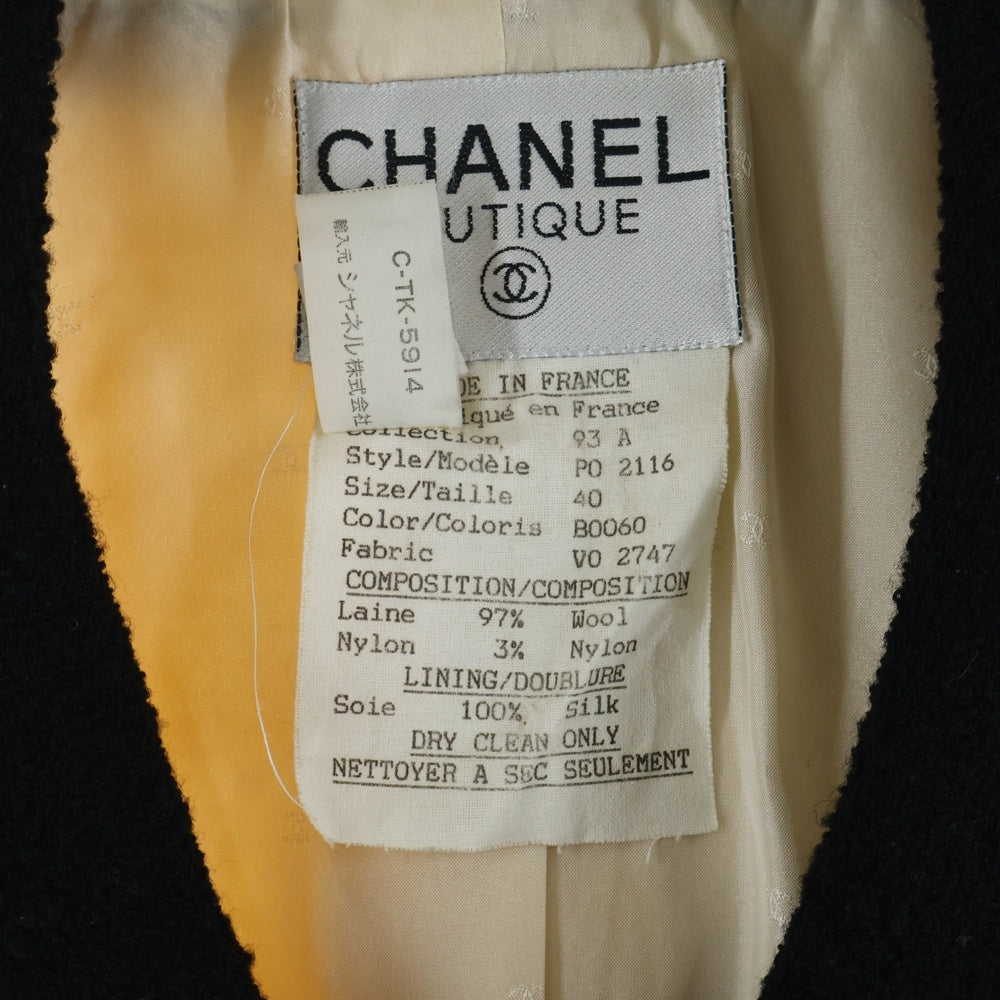 CHANEL
UTIQUE
C-TK-5914
輸入元 シャネル株式会社
DE IN FRANCE
iqué en France
Collection 93 A
Style/Modèle PO 2116
Size/Taille 40
Color/Coloris B0060
Fabric VO 2747
COMPOSITION/COMPOSITION
Laine 97% Wool
Nylon 3% Nylon
LINING/DOUBLURE
Soie 100% Silk
DRY CLEAN ONLY
NETTOYER A SEC SEULEMENT